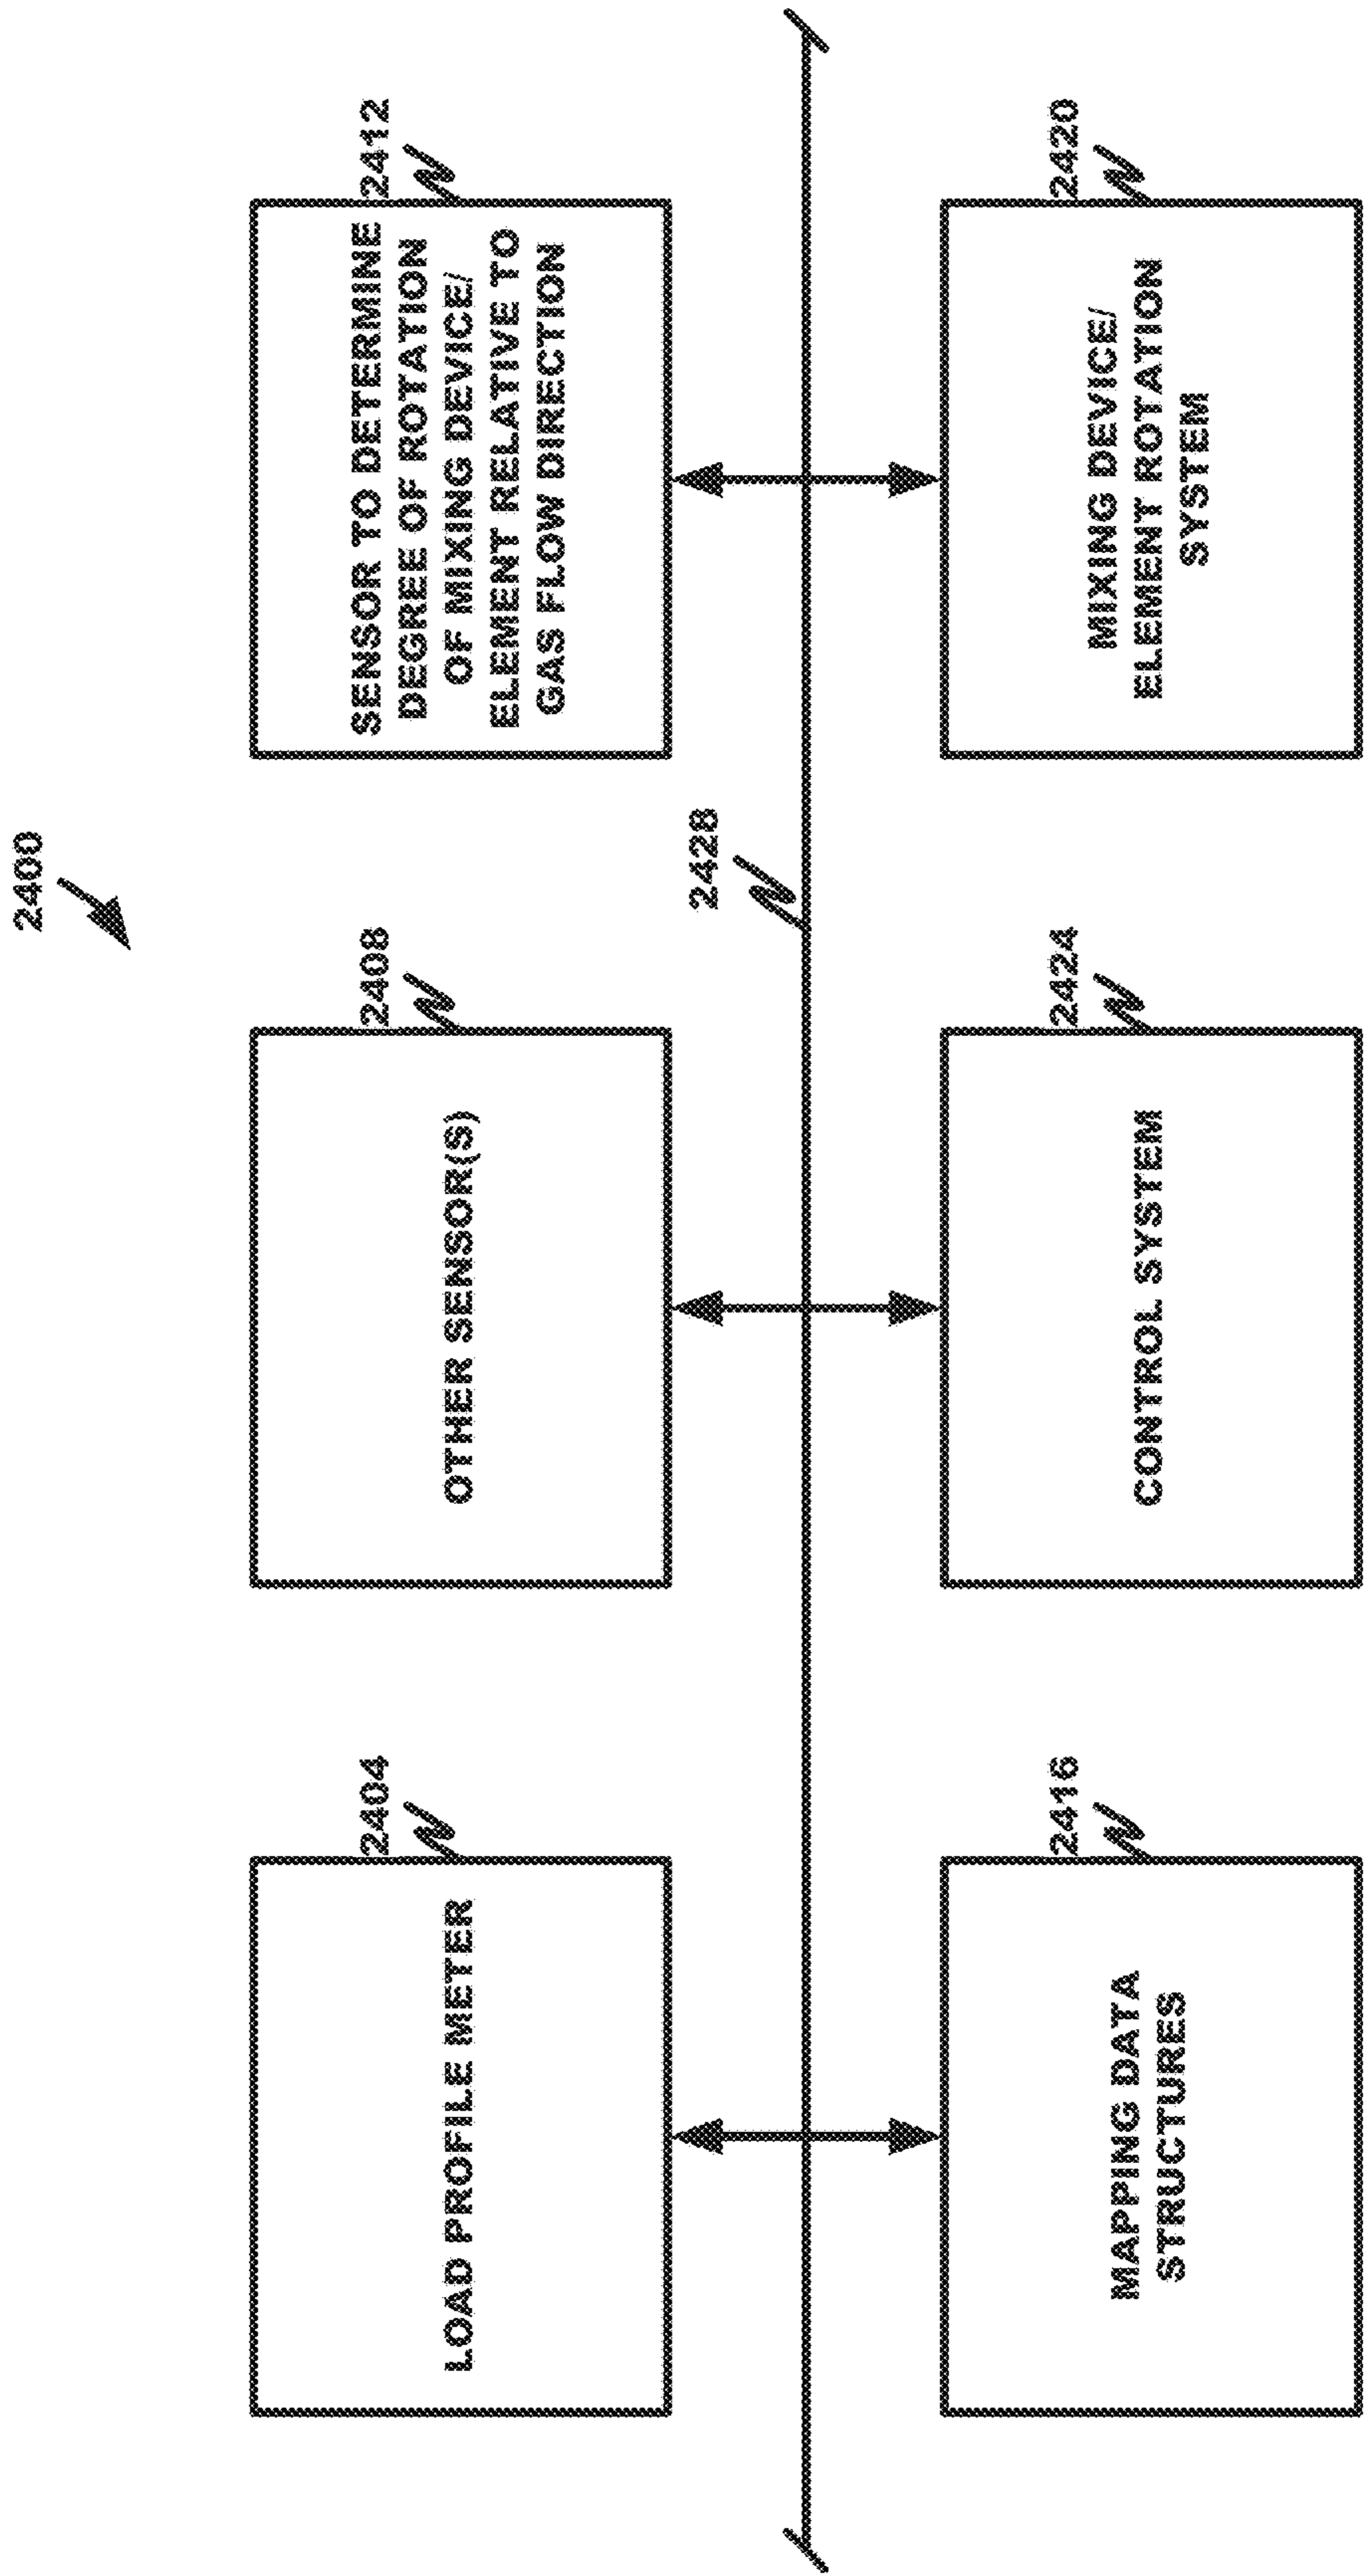 2400
2404
LOAD PROFILE METER
2408
OTHER SENSOR(S)
2412
SENSOR TO DETERMINE
DEGREE OF ROTATION
OF MIXING DEVICE/
ELEMENT RELATIVE TO
GAS FLOW DIRECTION
2428
2416
MAPPING DATA
STRUCTURES
2424
CONTROL SYSTEM
2420
MIXING DEVICE/
ELEMENT ROTATION
SYSTEM